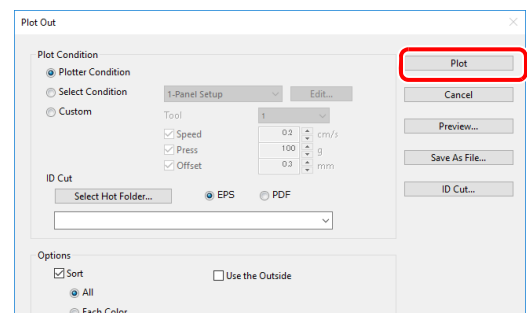 Plot Out
Plot Condition
Plotter Condition
Select Condition
1-Panel Setup
Edit...
Custom
Tool
1
Speed
0.2
cm/s
Press
100
g
Offset
0.3
mm
ID Cut
Select Hot Folder...
EPS
PDF
Options
Sort
Use the Outside
All
Each Color
Plot
Cancel
Preview...
Save As File...
ID Cut...